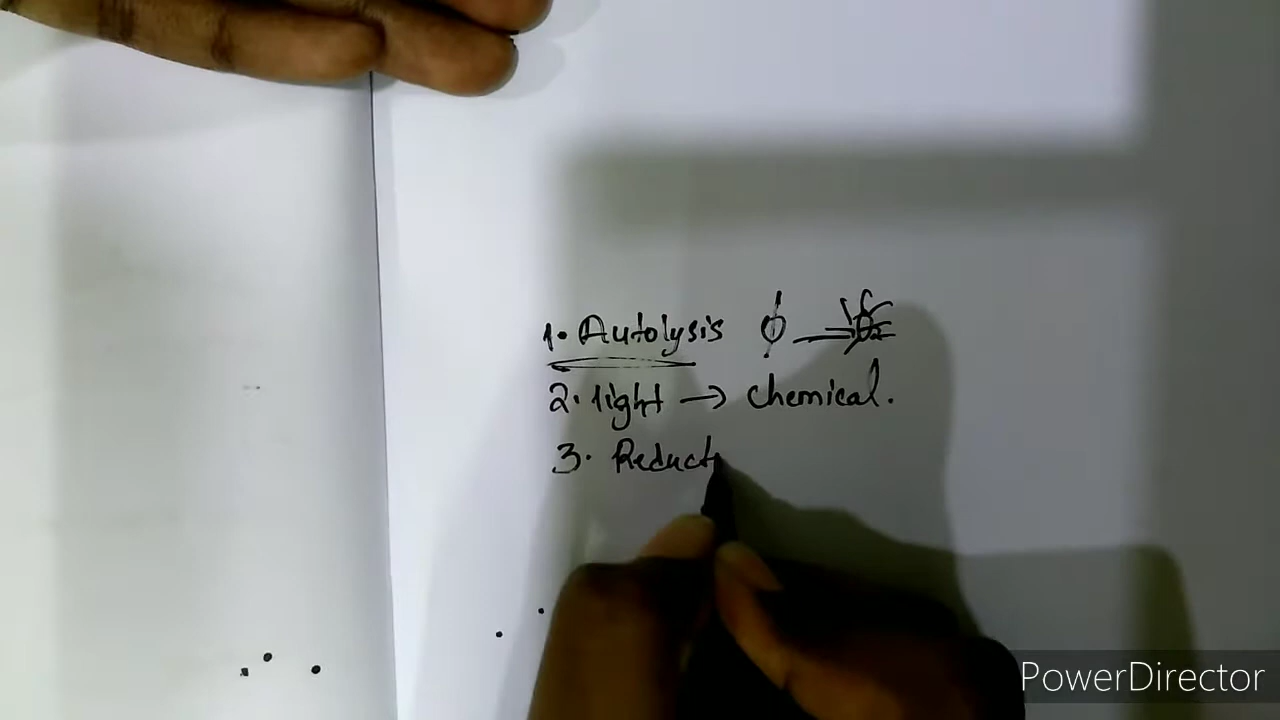 1. Autolysis
2. light → chemical.
3. Reduct
PowerDirector